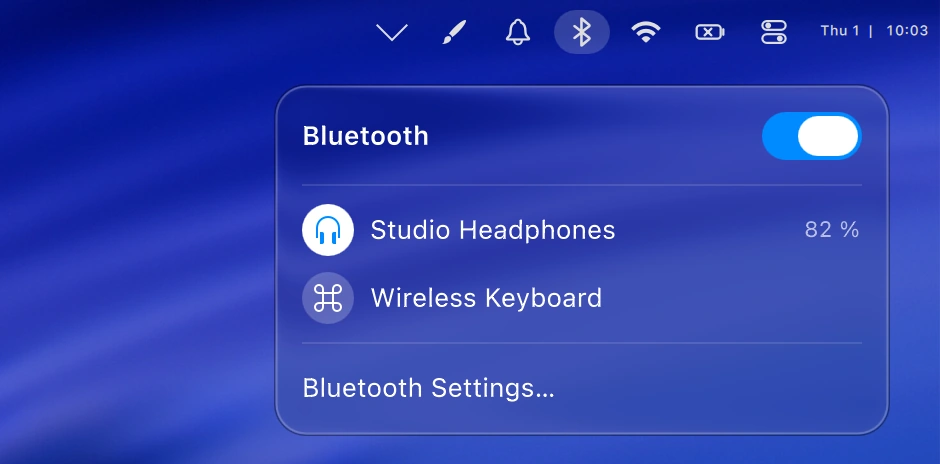 Thu 1 | 10:03
Bluetooth
Studio Headphones 82 %
Wireless Keyboard
Bluetooth Settings...